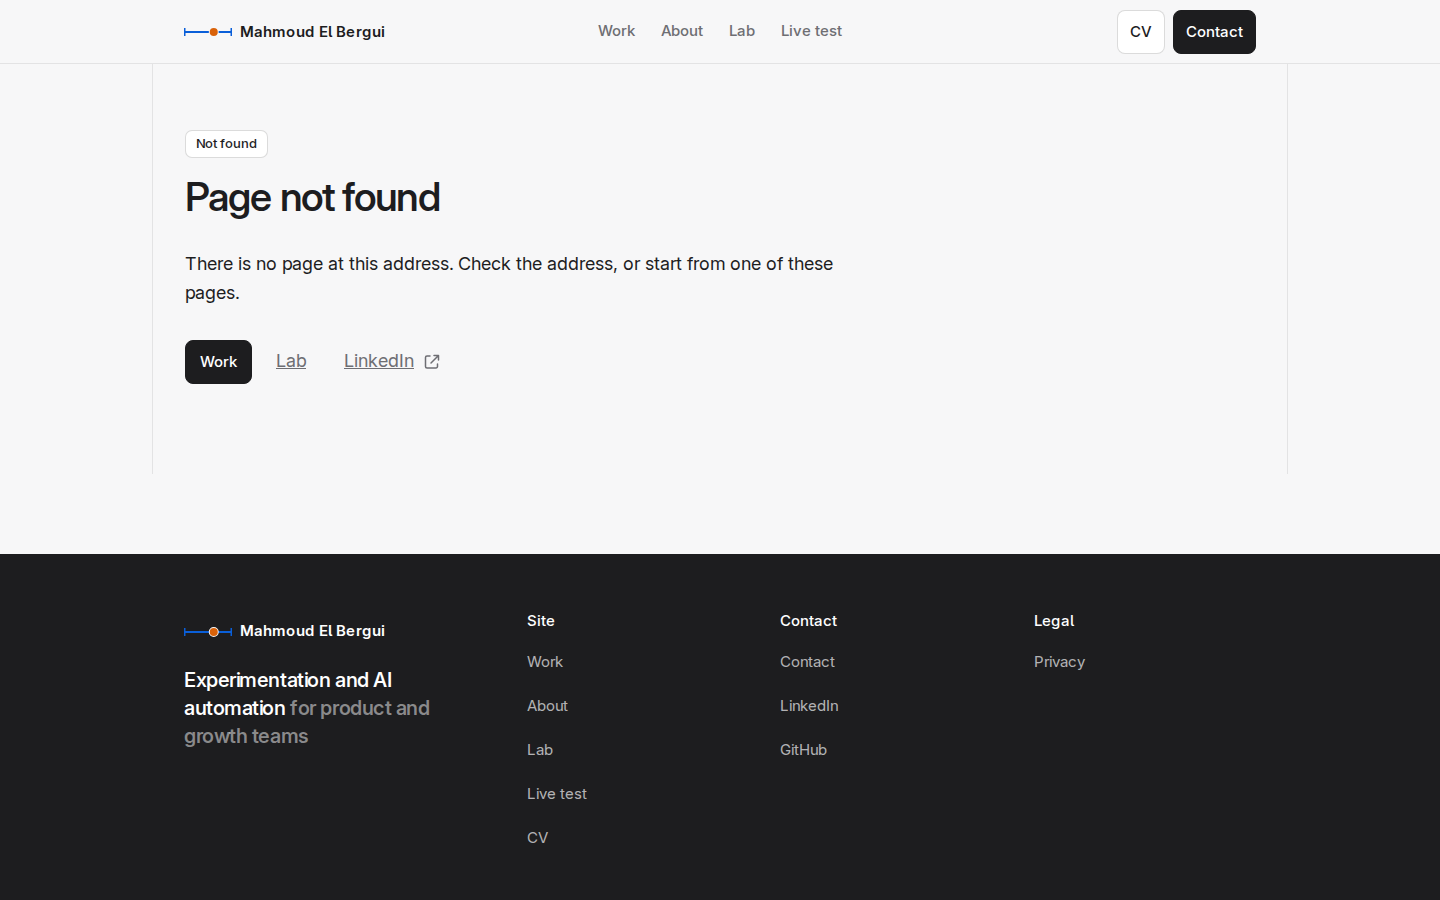 Mahmoud El Bergui
Work
About
Lab
Live test
CV
Contact
Not found
Page not found
There is no page at this address. Check the address, or start from one of these
pages.
Work
Lab
LinkedIn
Mahmoud El Bergui
Experimentation and AI
automation for product and
growth teams
Site
Work
About
Lab
Live test
CV
Contact
Contact
LinkedIn
GitHub
Legal
Privacy